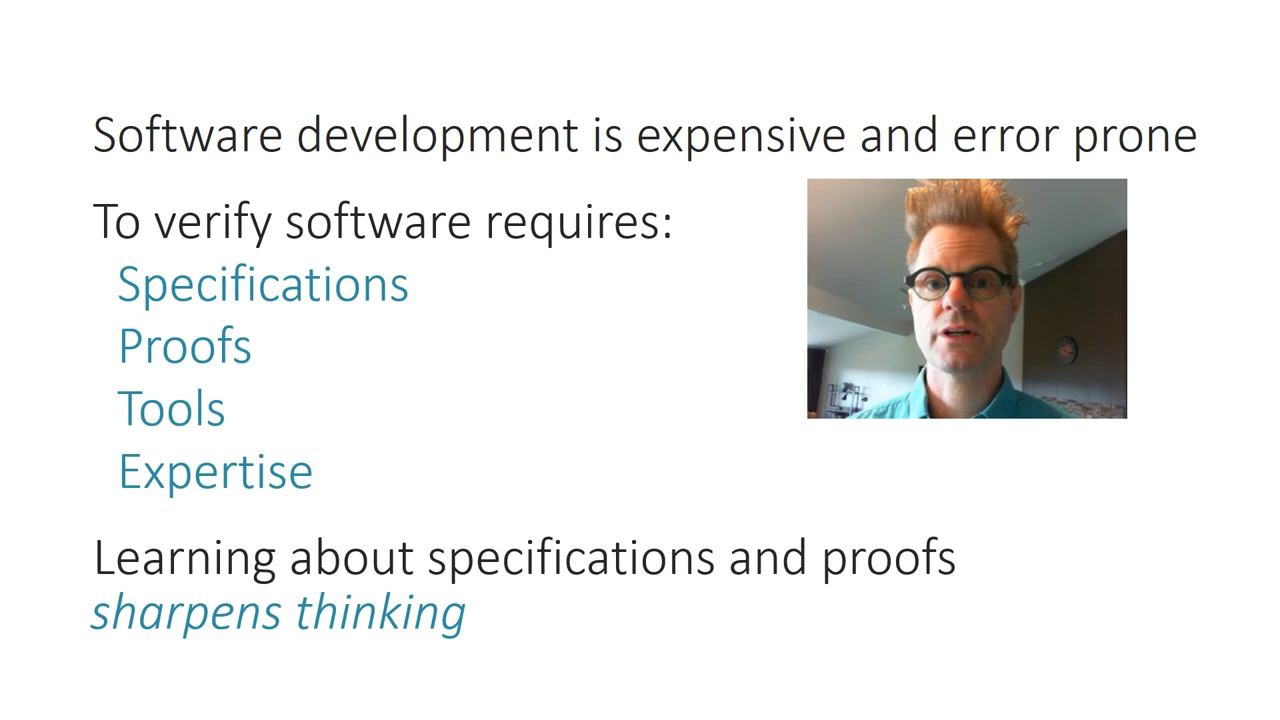 Software development is expensive and error prone
To verify software requires:
Specifications
Proofs
Tools
Expertise
Learning about specifications and proofs
sharpens thinking